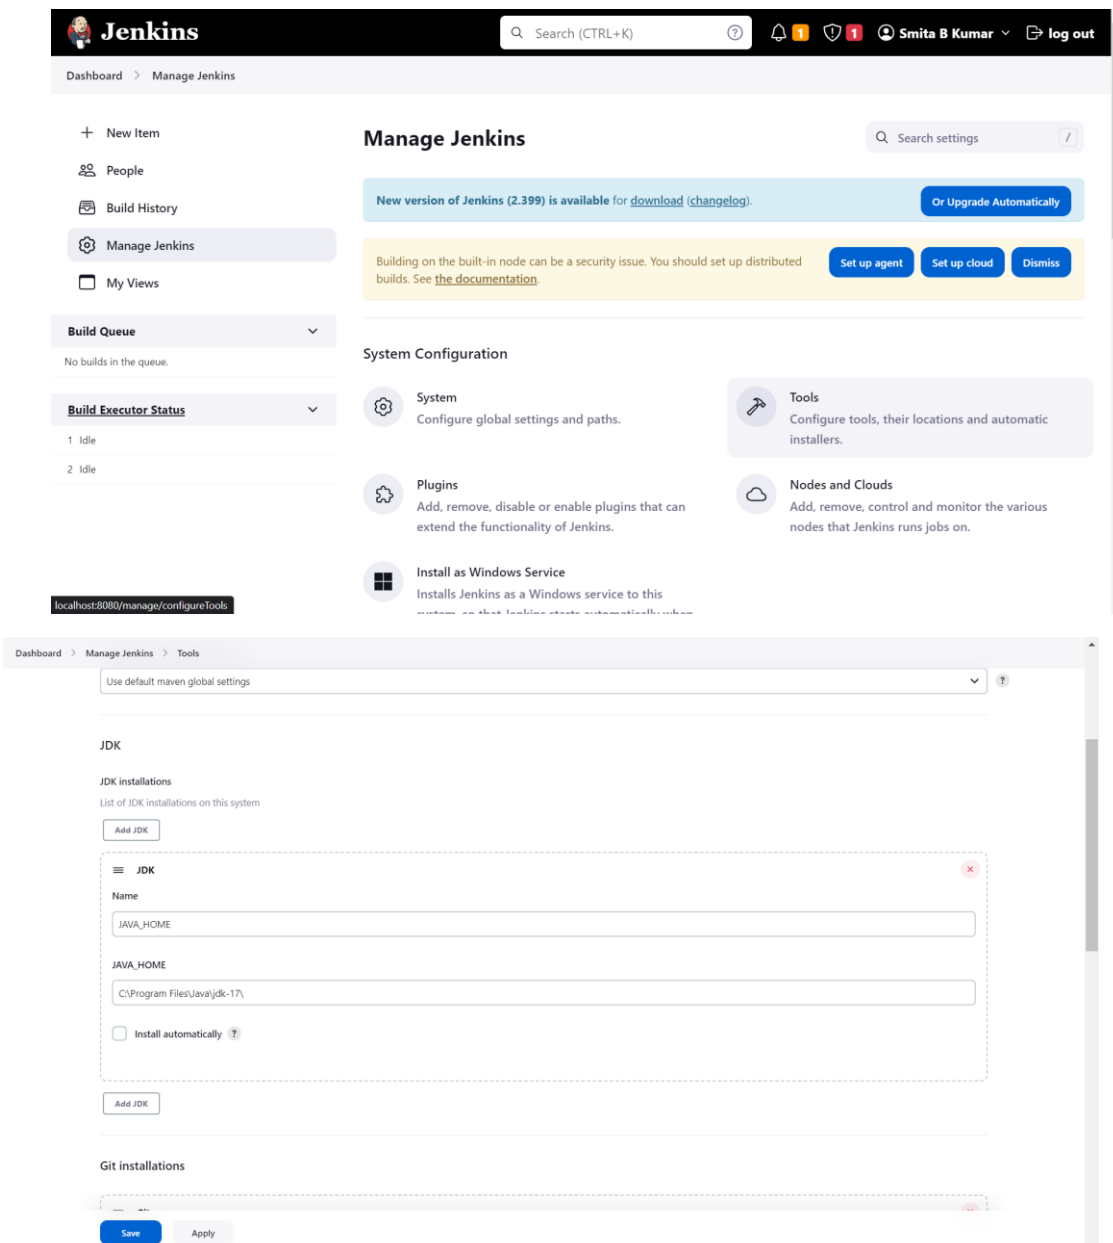 Jenkins
Search (CTRL+K)
?
1
1
Smita B Kumar
log out
Dashboard > Manage Jenkins
New Item
People
Build History
Manage Jenkins
My Views
Build Queue
No builds in the queue.
Build Executor Status
1 Idle
2 Idle
localhost:8080/manage/configureTools
Manage Jenkins
Search settings
/
New version of Jenkins (2.399) is available for download (changelog).
Or Upgrade Automatically
Building on the built-in node can be a security issue. You should set up distributed
builds. See the documentation.
Set up agent
Set up cloud
Dismiss
System Configuration
System
Configure global settings and paths.
Tools
Configure tools, their locations and automatic
installers.
Plugins
Add, remove, disable or enable plugins that can
extend the functionality of Jenkins.
Nodes and Clouds
Add, remove, control and monitor the various
nodes that Jenkins runs jobs on.
Install as Windows Service
Installs Jenkins as a Windows service to this
system, so that Jenkins starts automatically when
Dashboard > Manage Jenkins > Tools
Use default maven global settings
?
JDK
JDK installations
List of JDK installations on this system
Add JDK
JDK
Name
JAVA_HOME
JAVA_HOME
C:\Program Files\Java\jdk-17\
Install automatically ?
Add JDK
Git installations
Save
Apply